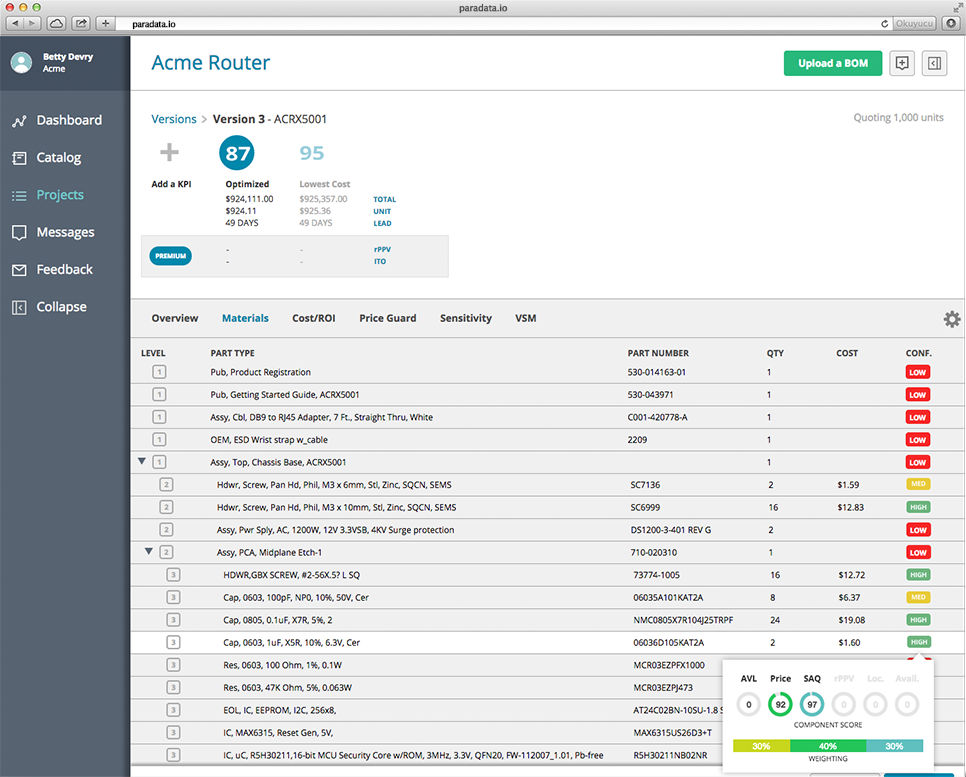 paradata.io
paradata.io
Okuyucu
Betty Devry
Acme
Dashboard
Catalog
Projects
Messages
Feedback
Collapse
Acme Router
Upload a BOM
Versions > Version 3 - ACRX5001
Quoting 1,000 units
87 95
Add a KPI Optimized Lowest Cost
$924,111.00 $925,357.00 TOTAL
$924.11 $925.36 UNIT
49 DAYS 49 DAYS LEAD
PREMIUM
- - rPPV
- - ITO
Overview Materials Cost/ROI Price Guard Sensitivity VSM
LEVEL PART TYPE PART NUMBER QTY COST CONF.
1 Pub, Product Registration 530-014163-01 1 LOW
1 Pub, Getting Started Guide, ACRX5001 530-043971 1 LOW
1 Assy, Cbl, DB9 to RJ45 Adapter, 7 Ft., Straight Thru, White C001-420778-A 1 LOW
1 OEM, ESD Wrist strap w_cable 2209 1 LOW
1 Assy, Top, Chassis Base, ACRX5001 1 LOW
2 Hdwr, Screw, Pan Hd, Phil, M3 x 6mm, Stl, Zinc, SQCN, SEMS SC7136 2 $1.59 MED
2 Hdwr, Screw, Pan Hd, Phil, M3 x 10mm, Stl, Zinc, SQCN, SEMS SC6999 16 $12.83 HIGH
2 Assy, Pwr Sply, AC, 1200W, 12V 3.3VSB, 4KV Surge protection DS1200-3-401 REV G 2 LOW
2 Assy, PCA, Midplane Etch-1 710-020310 1 LOW
3 HDWR,GBX SCREW, #2-56X.5? L SQ 73774-1005 16 $12.72 HIGH
3 Cap, 0603, 100pF, NP0, 10%, 50V, Cer 06035A101KAT2A 8 $6.37 MED
3 Cap, 0805, 0.1uF, X7R, 5%, 2 NMC0805X7R104J25TRPF 24 $19.08 HIGH
3 Cap, 0603, 1uF, X5R, 10%, 6.3V, Cer 06036D105KAT2A 2 $1.60 HIGH
3 Res, 0603, 100 Ohm, 1%, 0.1W MCR03EZPFX1000
3 Res, 0603, 47K Ohm, 5%, 0.063W MCR03EZPJ473
3 EOL, IC, EEPROM, I2C, 256x8, AT24C02BN-10SU-1.8 S
3 IC, MAX6315, Reset Gen, 5V, MAX6315US26D3+T
3 IC, uC, R5H30211,16-bit MCU Security Core w/ROM, 3MHz, 3.3V, QFN20, FW-112007_1.01, Pb-free R5H30211NB02NR
AVL Price SAQ rPPV Loc. Avail.
0 92 97 0 0 0
COMPONENT SCORE
30% 40% 30%
WEIGHTING